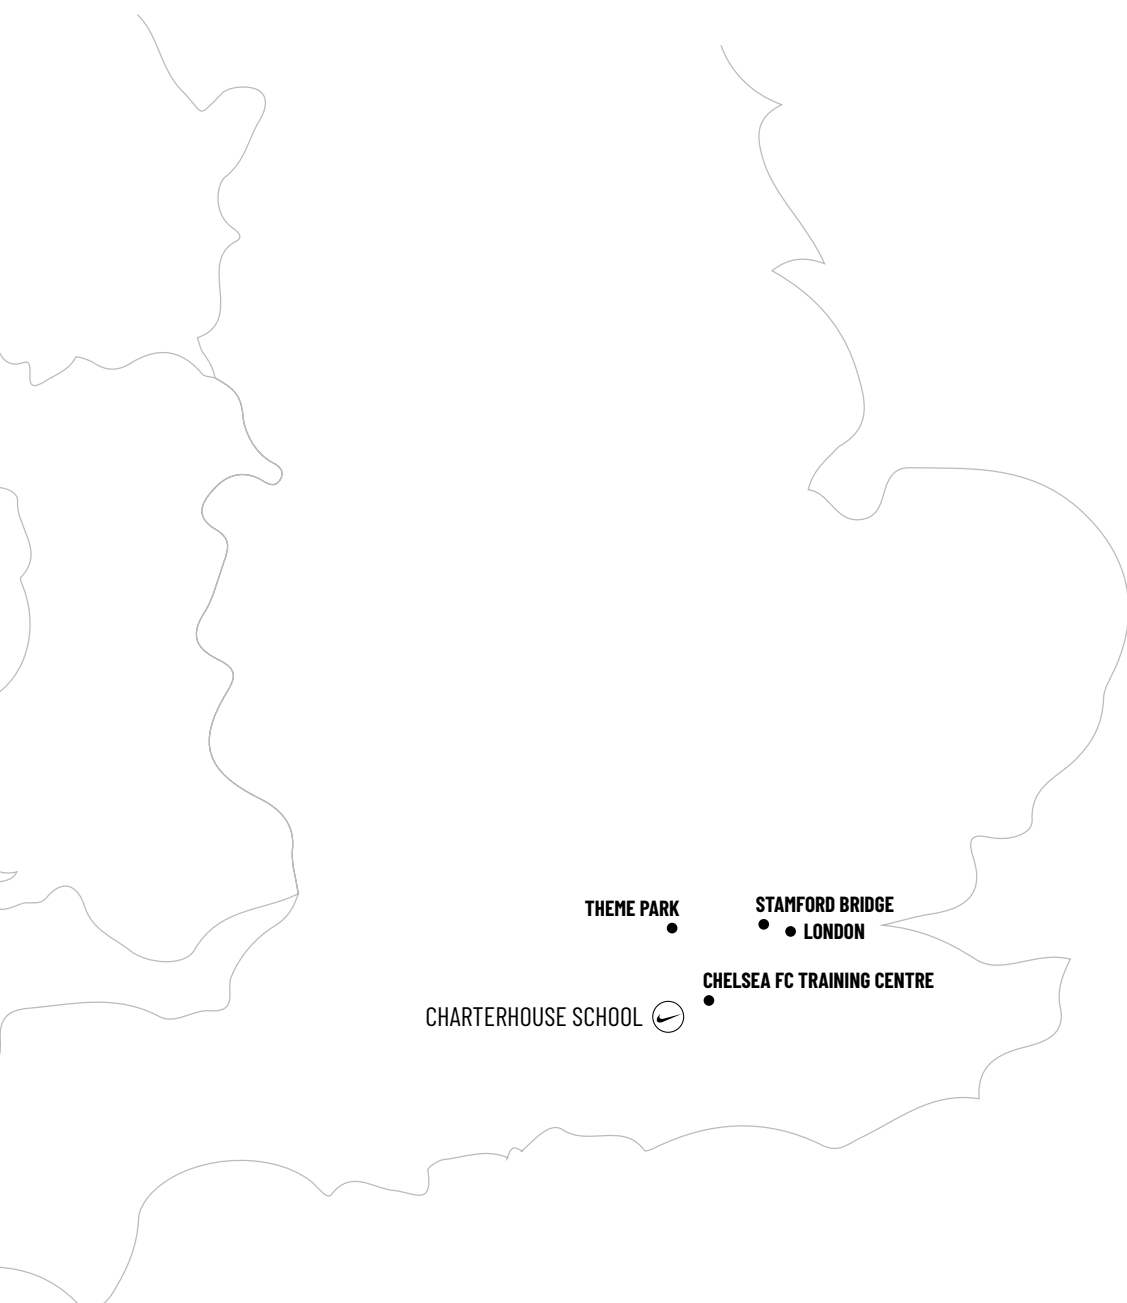 STAMFORD BRIDGE
THEME PARK
LONDON
CHELSEA FC TRAINING CENTRE
CHARTERHOUSE SCHOOL